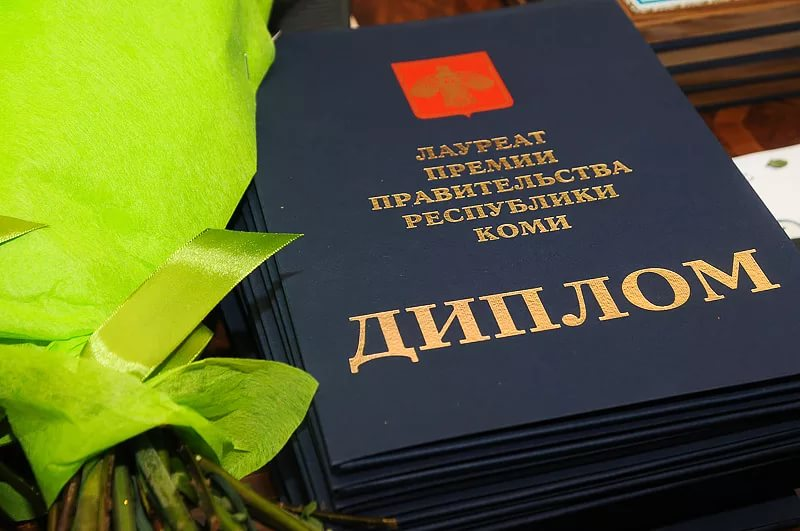 ЛАУРЕАТ
ПРЕМИИ
ПРАВИТЕЛЬСТВА
РЕСПУБЛИКИ
КОМИ
ДИПЛОМ